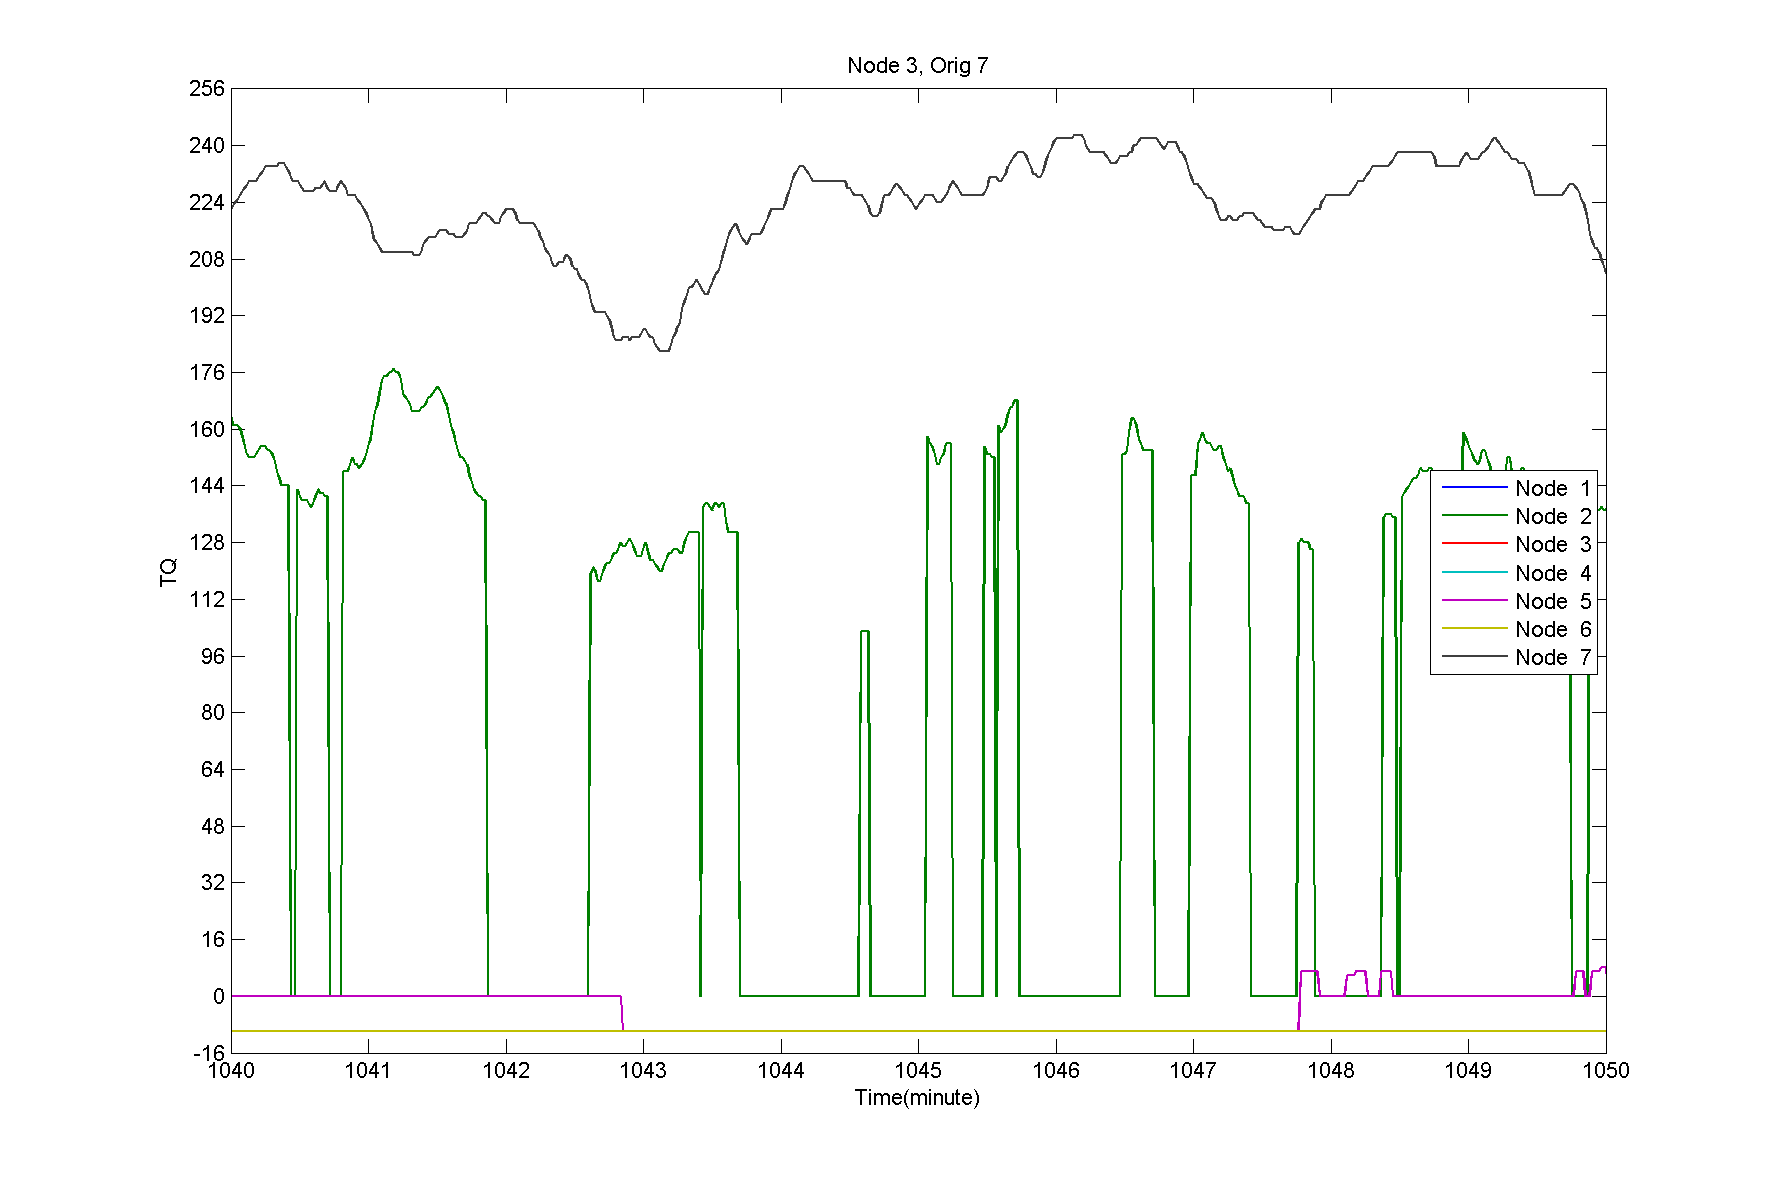 Node 3, Orig 7
256
240
224
208
192
176
160
144
128
112
96
80
64
48
32
16
0
-16
TQ
Node 1
Node 2
Node 3
Node 4
Node 5
Node 6
Node 7
1040 1041 1042 1043 1044 1045 1046 1047 1048 1049 1050
Time(minute)